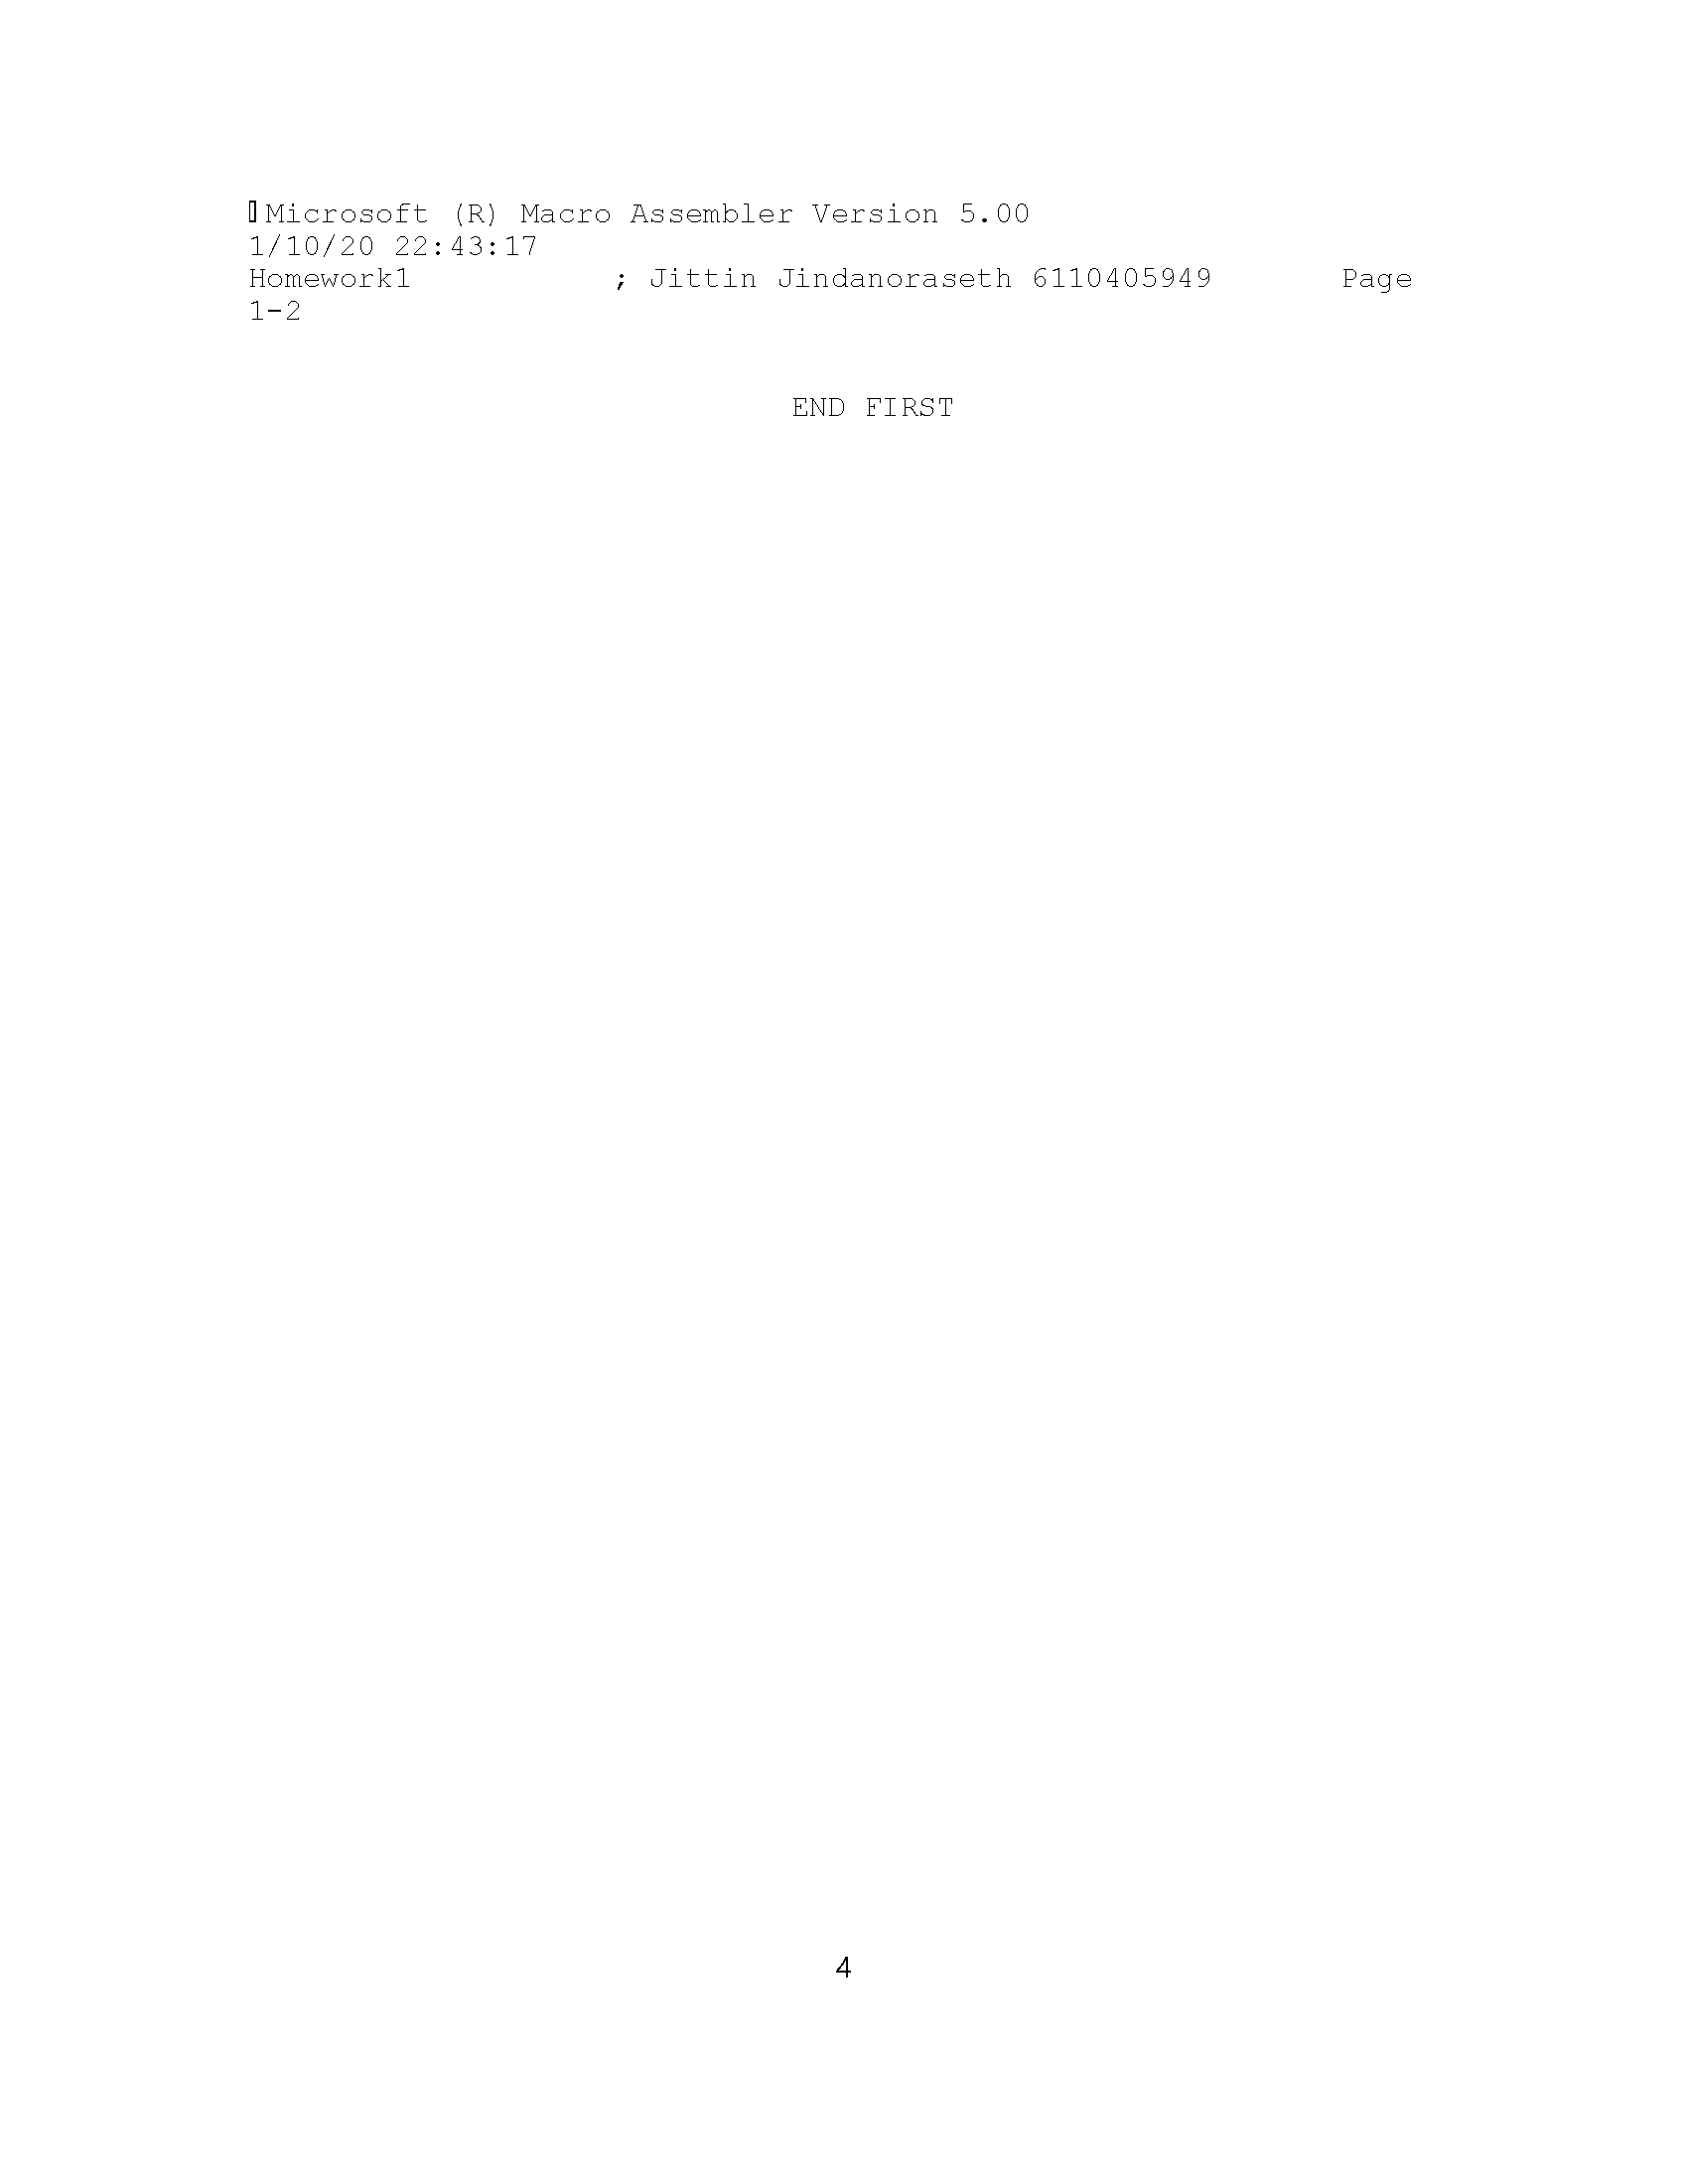 Microsoft (R) Macro Assembler Version 5.00
1/10/20 22:43:17
Homework1 ; Jittin Jindanoraseth 6110405949 Page
1-2
END FIRST
4